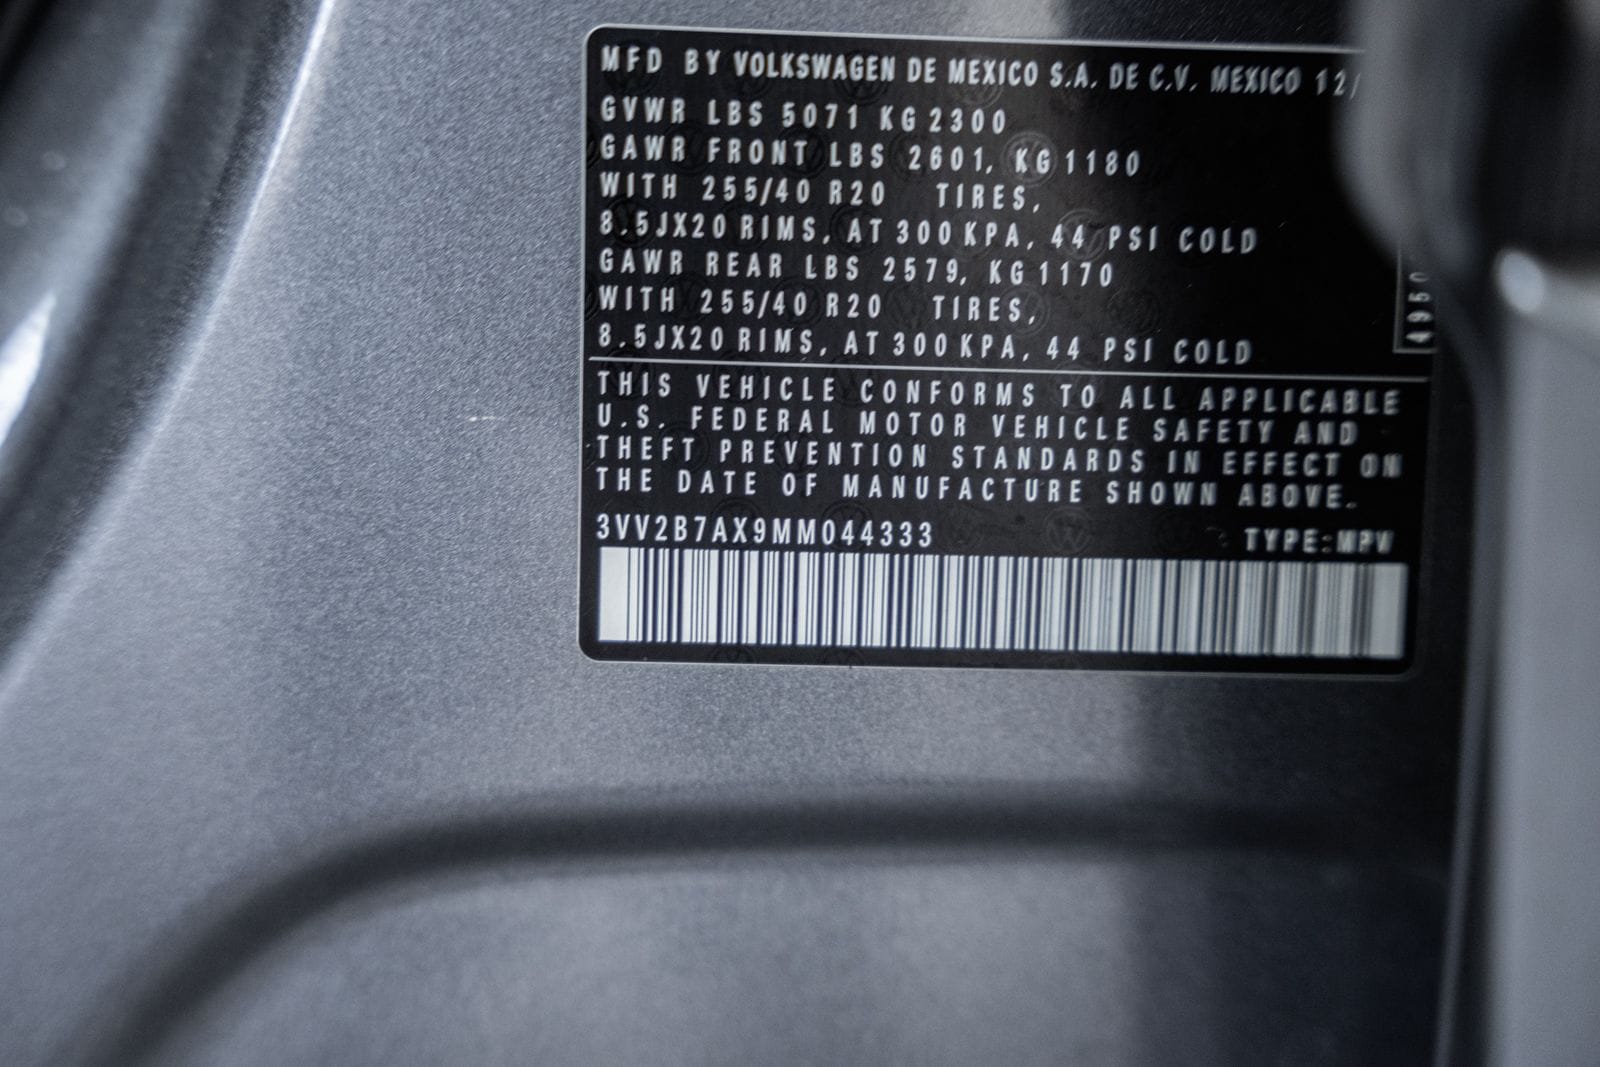 MFD BY VOLKSWAGEN DE MEXICO S.A. DE C.V. MEXICO 12/
GVWR LBS 5071 KG 2300
GAWR FRONT LBS 2601, KG 1180
WITH 255/40 R20 TIRES,
8.5JX20 RIMS, AT 300 KPA, 44 PSI COLD
GAWR REAR LBS 2579, KG 1170
WITH 255/40 R20 TIRES,
8.5JX20 RIMS, AT 300 KPA, 44 PSI COLD
4950
THIS VEHICLE CONFORMS TO ALL APPLICABLE
U.S. FEDERAL MOTOR VEHICLE SAFETY AND
THEFT PREVENTION STANDARDS IN EFFECT ON
THE DATE OF MANUFACTURE SHOWN ABOVE.
3VV2B7AX9MM044333 TYPE:MPV